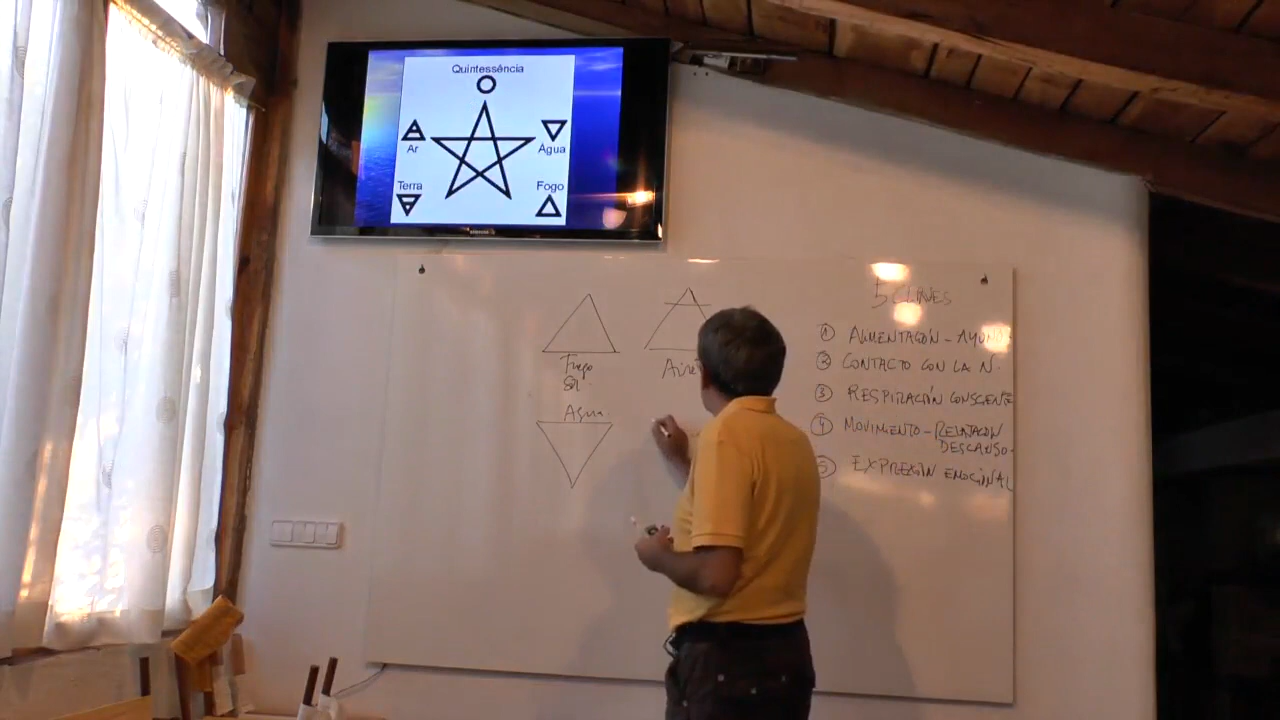 Quintessência
Ar
Água
Terra
Fogo
Fuego
Sol.
Aire
Agua.
5 CLAVES
① ALIMENTACIÓN - AYUNO
② CONTACTO CON LA N.
③ RESPIRACIÓN CONSCIENTE
④ MOVIMIENTO - RELAJACIÓN
DESCANSO.
⑤ EXPRESIÓN EMOCIONAL